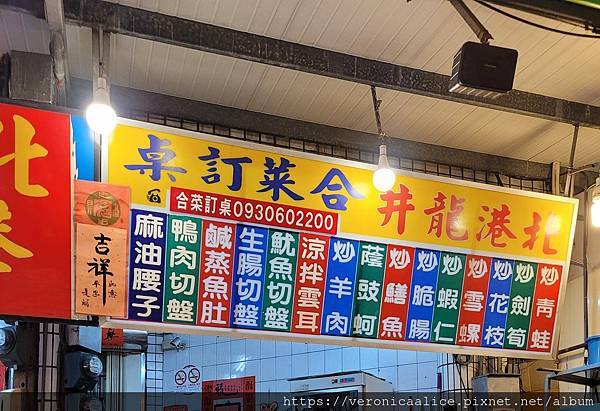 北港龍井
合菜訂桌
合菜訂桌0930602200
炒青蛙
炒劍筍
炒花枝
炒雪螺
炒蝦仁
炒脆腸
炒鱔魚
蔭豉蚵
炒羊肉
涼拌雲耳
魷魚切盤
生腸切盤
鹹蒸魚肚
鴨肉切盤
麻油腰子
吉祥
北
https://veronicaalice.pixnet.net/album